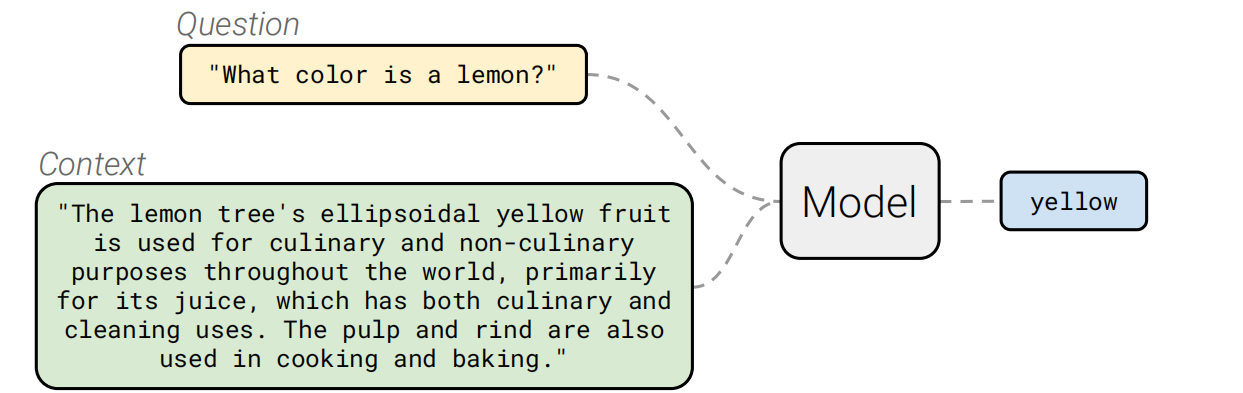 Question
"What color is a lemon?"
Context
"The lemon tree's ellipsoidal yellow fruit
is used for culinary and non-culinary
purposes throughout the world, primarily
for its juice, which has both culinary and
cleaning uses. The pulp and rind are also
used in cooking and baking."
Model
yellow